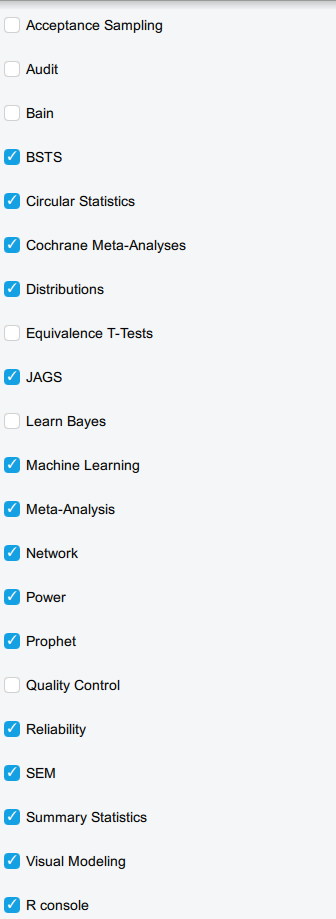 Acceptance Sampling
Audit
Bain
BSTS
Circular Statistics
Cochrane Meta-Analyses
Distributions
Equivalence T-Tests
JAGS
Learn Bayes
Machine Learning
Meta-Analysis
Network
Power
Prophet
Quality Control
Reliability
SEM
Summary Statistics
Visual Modeling
R console